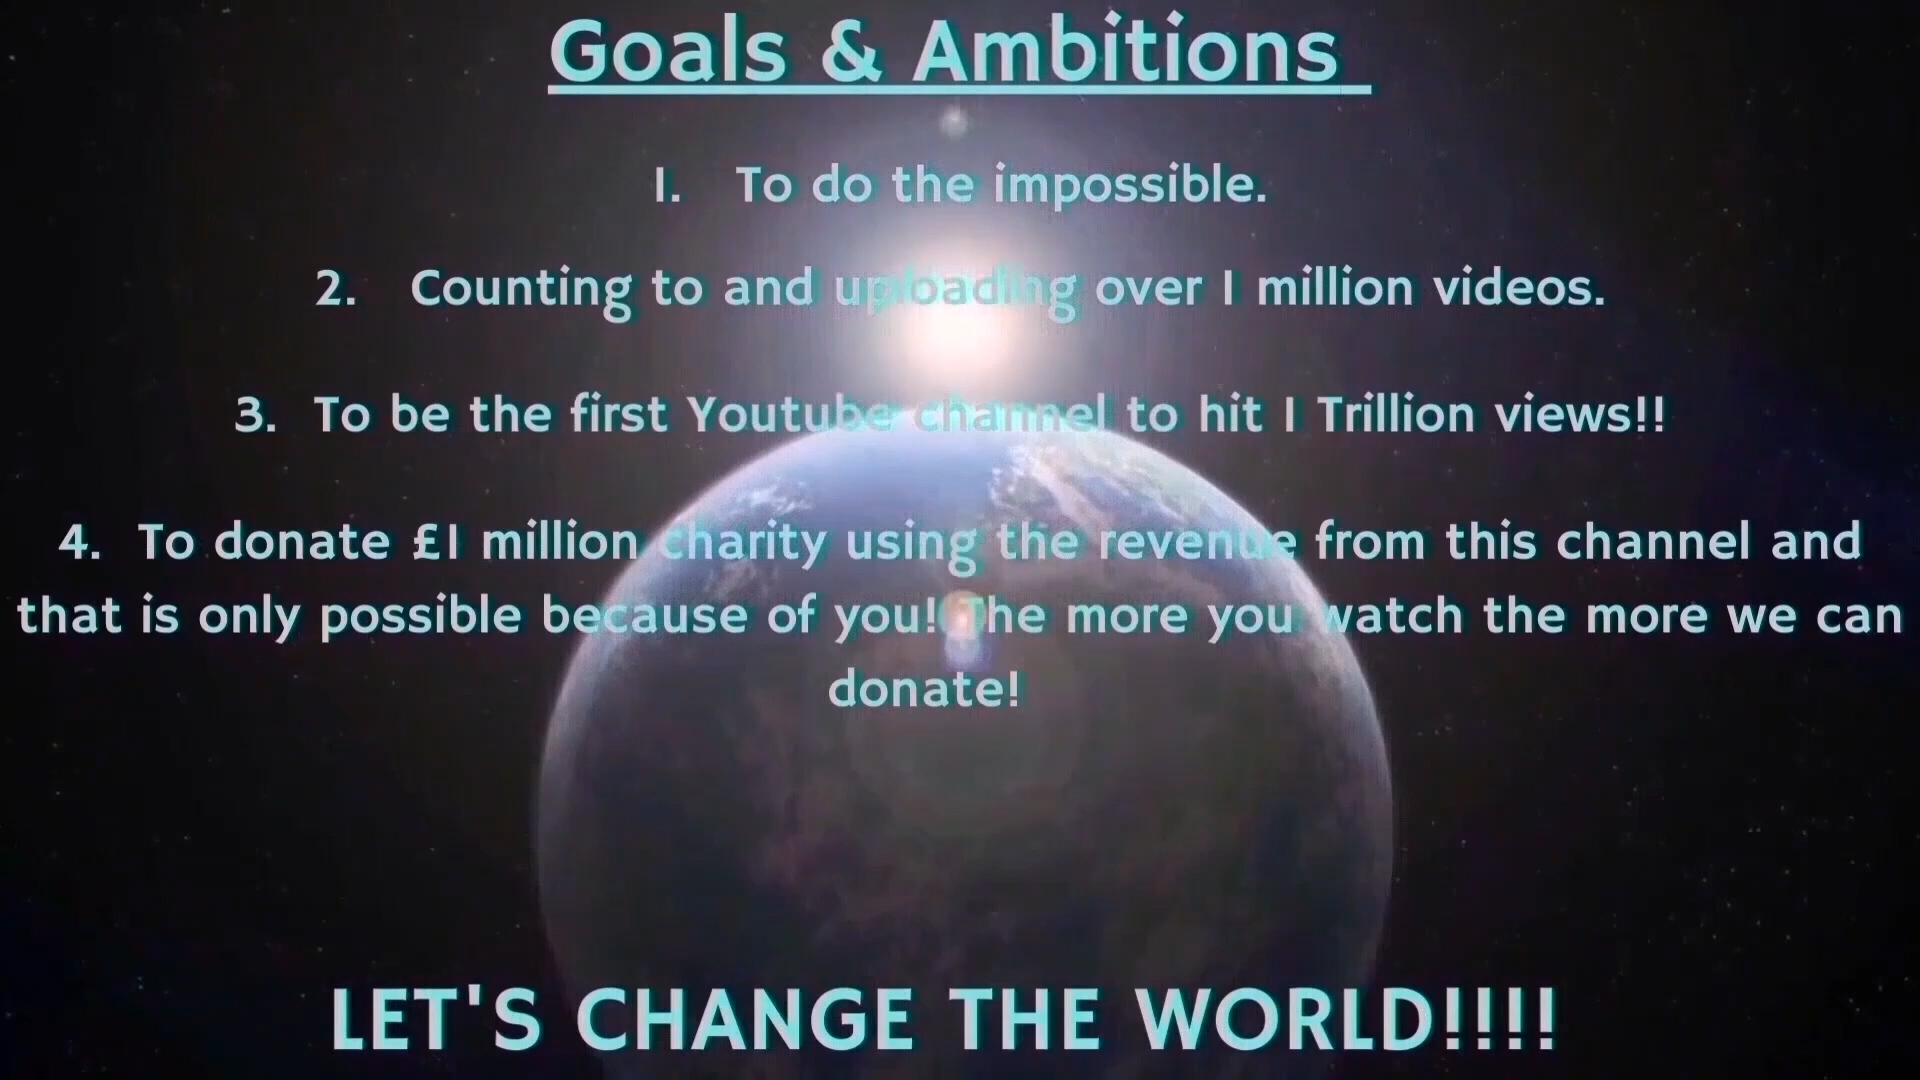 Goals & Ambitions
1. To do the impossible.
2. Counting to and uploading over 1 million videos.
3. To be the first Youtube channel to hit 1 Trillion views!!
4. To donate £1 million charity using the revenue from this channel and
that is only possible because of you! The more you watch the more we can
donate!
LET'S CHANGE THE WORLD!!!!